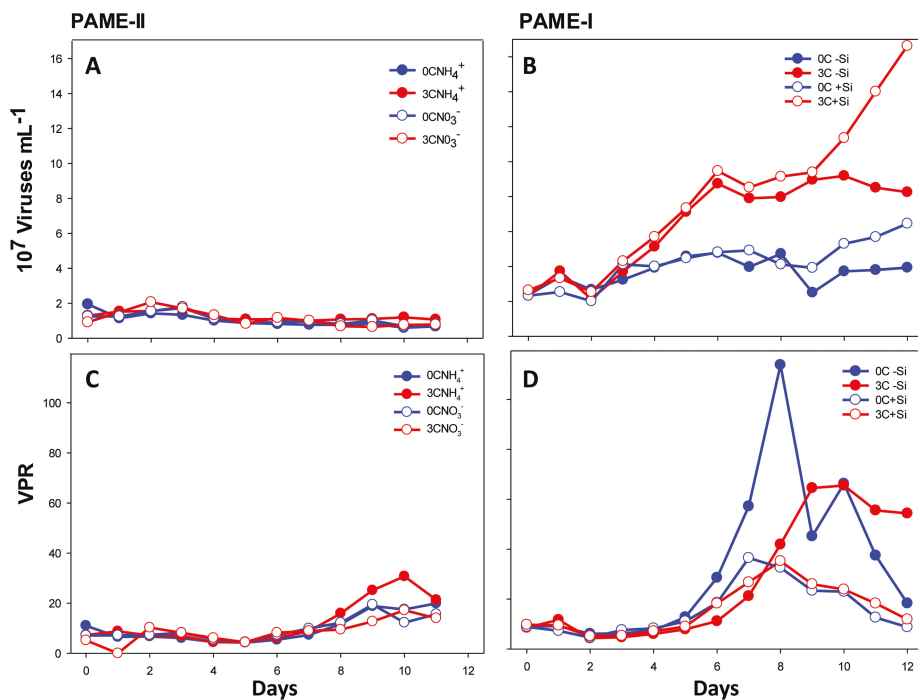 PAME-II
PAME-I
A
0CNH4+
3CNH4+
0CN03-
3CN03-
B
0C -Si
3C -Si
0C +Si
3C+Si
10^7 Viruses mL-1
16
14
12
10
8
6
4
2
0
C
0CNH4+
3CNH4+
0CNO3-
3CNO3-
D
0C -Si
3C -Si
0C+Si
3C+Si
VPR
100
80
60
40
20
0
0 2 4 6 8 10 12
0 2 4 6 8 10 12
Days
Days